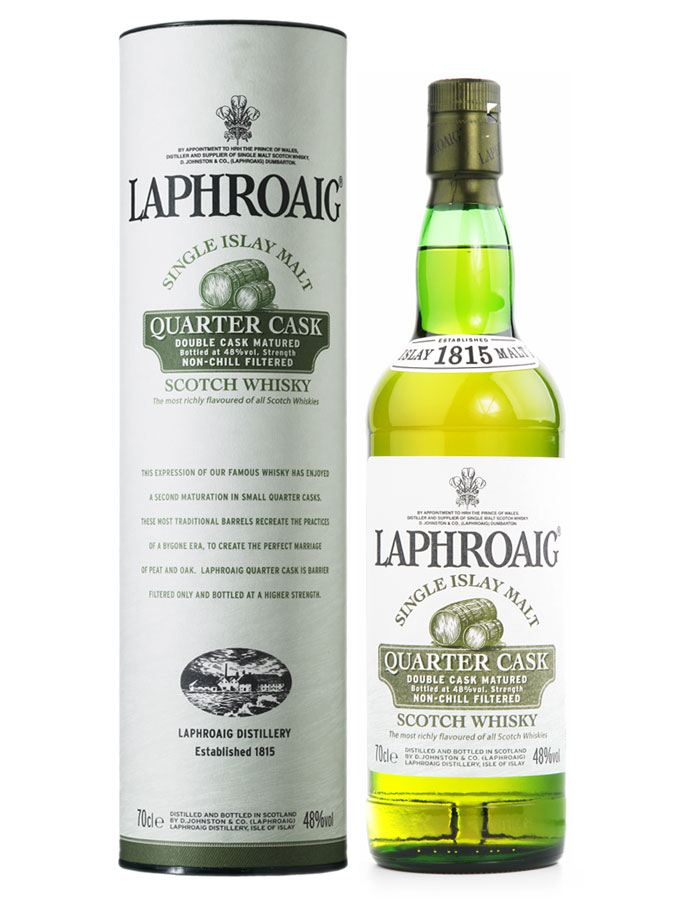 BY APPOINTMENT TO HRH THE PRINCE OF WALES,
DISTILLER AND SUPPLIER OF SINGLE MALT SCOTCH WHISKY,
D. JOHNSTON & CO., (LAPHROAIG) DUMBARTON.
LAPHROAIG®
SINGLE ISLAY MALT
QUARTER CASK
DOUBLE CASK MATURED
Bottled at 48%vol. Strength
NON-CHILL FILTERED
SCOTCH WHISKY
The most richly flavoured of all Scotch Whiskies
THIS EXPRESSION OF OUR FAMOUS WHISKY HAS ENJOYED
A SECOND MATURATION IN SMALL QUARTER CASKS.
THESE MOST TRADITIONAL BARRELS RECREATE THE PRACTICES
OF A BYGONE ERA, TO CREATE THE PERFECT MARRIAGE
OF PEAT AND OAK. LAPHROAIG QUARTER CASK IS BARRIER
FILTERED ONLY AND BOTTLED AT A HIGHER STRENGTH.
LAPHROAIG DISTILLERY
Established 1815
70cl e
DISTILLED AND BOTTLED IN SCOTLAND
BY D.JOHNSTON & CO. (LAPHROAIG)
LAPHROAIG DISTILLERY, ISLE OF ISLAY
48%vol
ESTABLISHED
ISLAY 1815 MALT
BY APPOINTMENT TO HRH THE PRINCE OF WALES,
DISTILLER AND SUPPLIER OF SINGLE MALT SCOTCH WHISKY
D. JOHNSTON & CO., (LAPHROAIG) DUMBARTON
LAPHROAIG®
SINGLE ISLAY MALT
QUARTER CASK
DOUBLE CASK MATURED
Bottled at 48%vol. Strength
NON-CHILL FILTERED
SCOTCH WHISKY
The most richly flavoured of all Scotch Whiskies
70cl e
DISTILLED AND BOTTLED IN SCOTLAND
BY D.JOHNSTON & CO. (LAPHROAIG)
LAPHROAIG DISTILLERY, ISLE OF ISLAY
48%vol